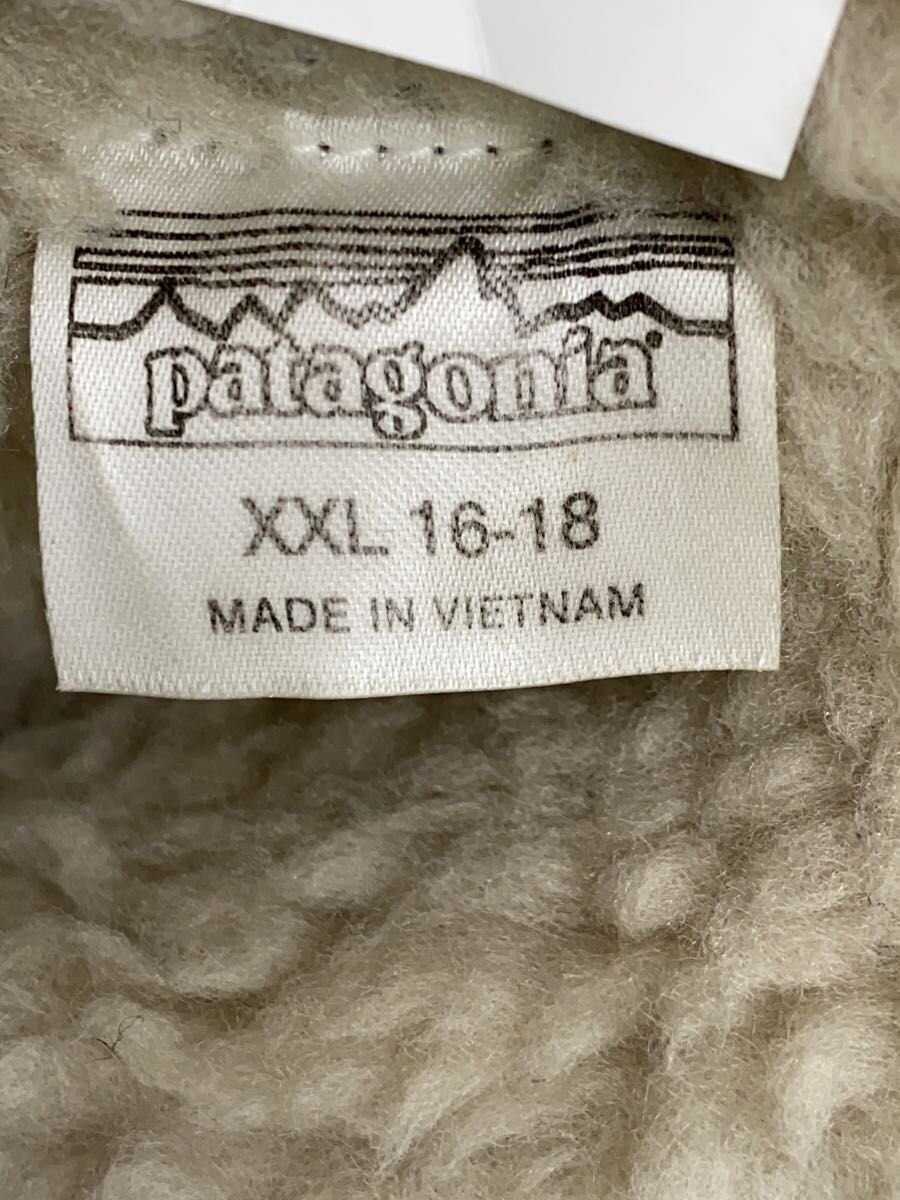 patagonia®
XXL 16-18
MADE IN VIETNAM